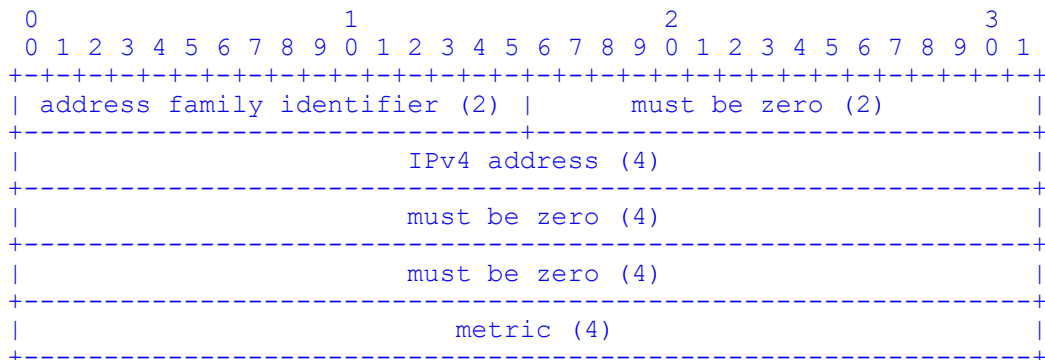 0                   1                   2                   3
0 1 2 3 4 5 6 7 8 9 0 1 2 3 4 5 6 7 8 9 0 1 2 3 4 5 6 7 8 9 0 1
+-+-+-+-+-+-+-+-+-+-+-+-+-+-+-+-+-+-+-+-+-+-+-+-+-+-+-+-+-+-+-+-+
| address family identifier (2) |      must be zero (2)         |
+-------------------------------+-------------------------------+
|                        IPv4 address (4)                       |
+---------------------------------------------------------------+
|                        must be zero (4)                       |
+---------------------------------------------------------------+
|                        must be zero (4)                       |
+---------------------------------------------------------------+
|                           metric (4)                          |
+---------------------------------------------------------------+